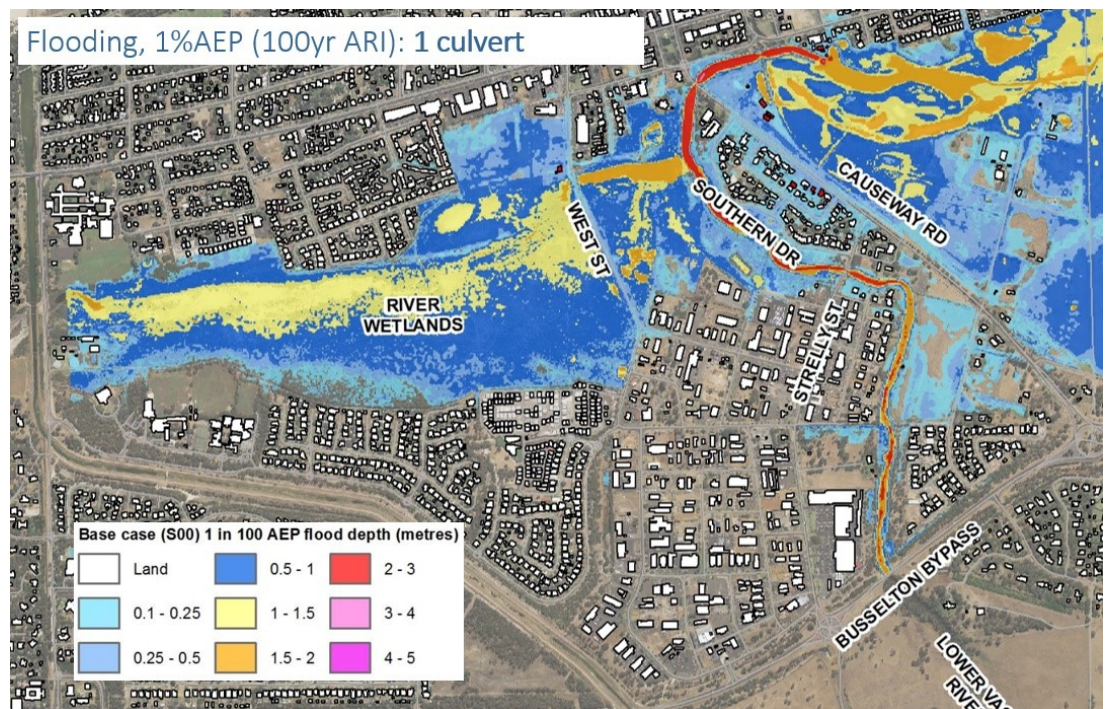 Flooding, 1%AEP (100yr ARI): 1 culvert
CAUSEWAY RD
SOUTHERN DR
WEST ST
RIVER
WETLANDS
STRELLY ST
BUSSELTON BYPASS
LOWER VAS
RIVE
Base case (S00) 1 in 100 AEP flood depth (metres)
Land
0.5 - 1
2 - 3
0.1 - 0.25
1 - 1.5
3 - 4
0.25 - 0.5
1.5 - 2
4 - 5